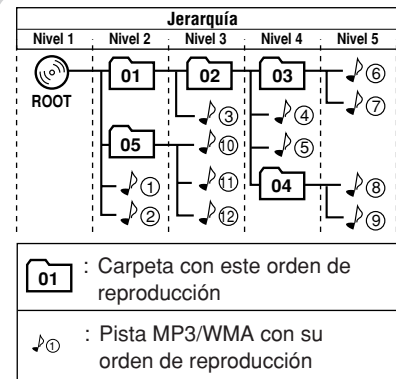 Jerarquía
Nivel 1 Nivel 2 Nivel 3 Nivel 4 Nivel 5
01 02 03 ⑥
ROOT ⑦
③ ④
05 ⑩ ⑤
① ⑪ 04 ⑧
② ⑫ ⑨
01 : Carpeta con este orden de
reproducción
① : Pista MP3/WMA con su
orden de reproducción